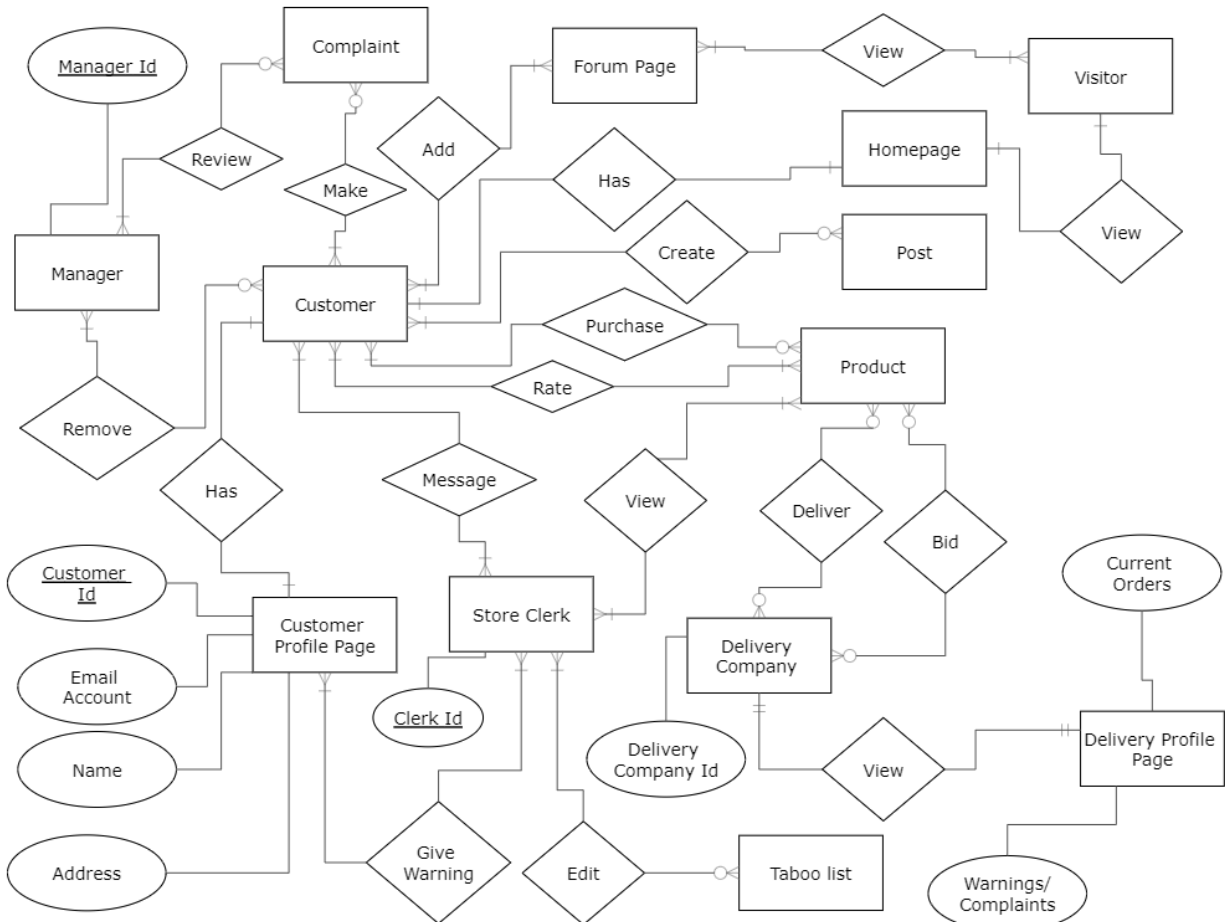 Complaint
Forum Page
View
Visitor
Manager Id
Review
Add
Homepage
Make
Has
View
Manager
Customer
Create
Post
Purchase
Product
Rate
Remove
Has
Message
View
Deliver
Bid
Customer
Id
Current
Orders
Customer
Profile Page
Store Clerk
Delivery
Company
Email
Account
Clerk Id
Delivery
Company Id
View
Delivery Profile
Page
Name
Give
Warning
Edit
Taboo list
Address
Warnings/
Complaints